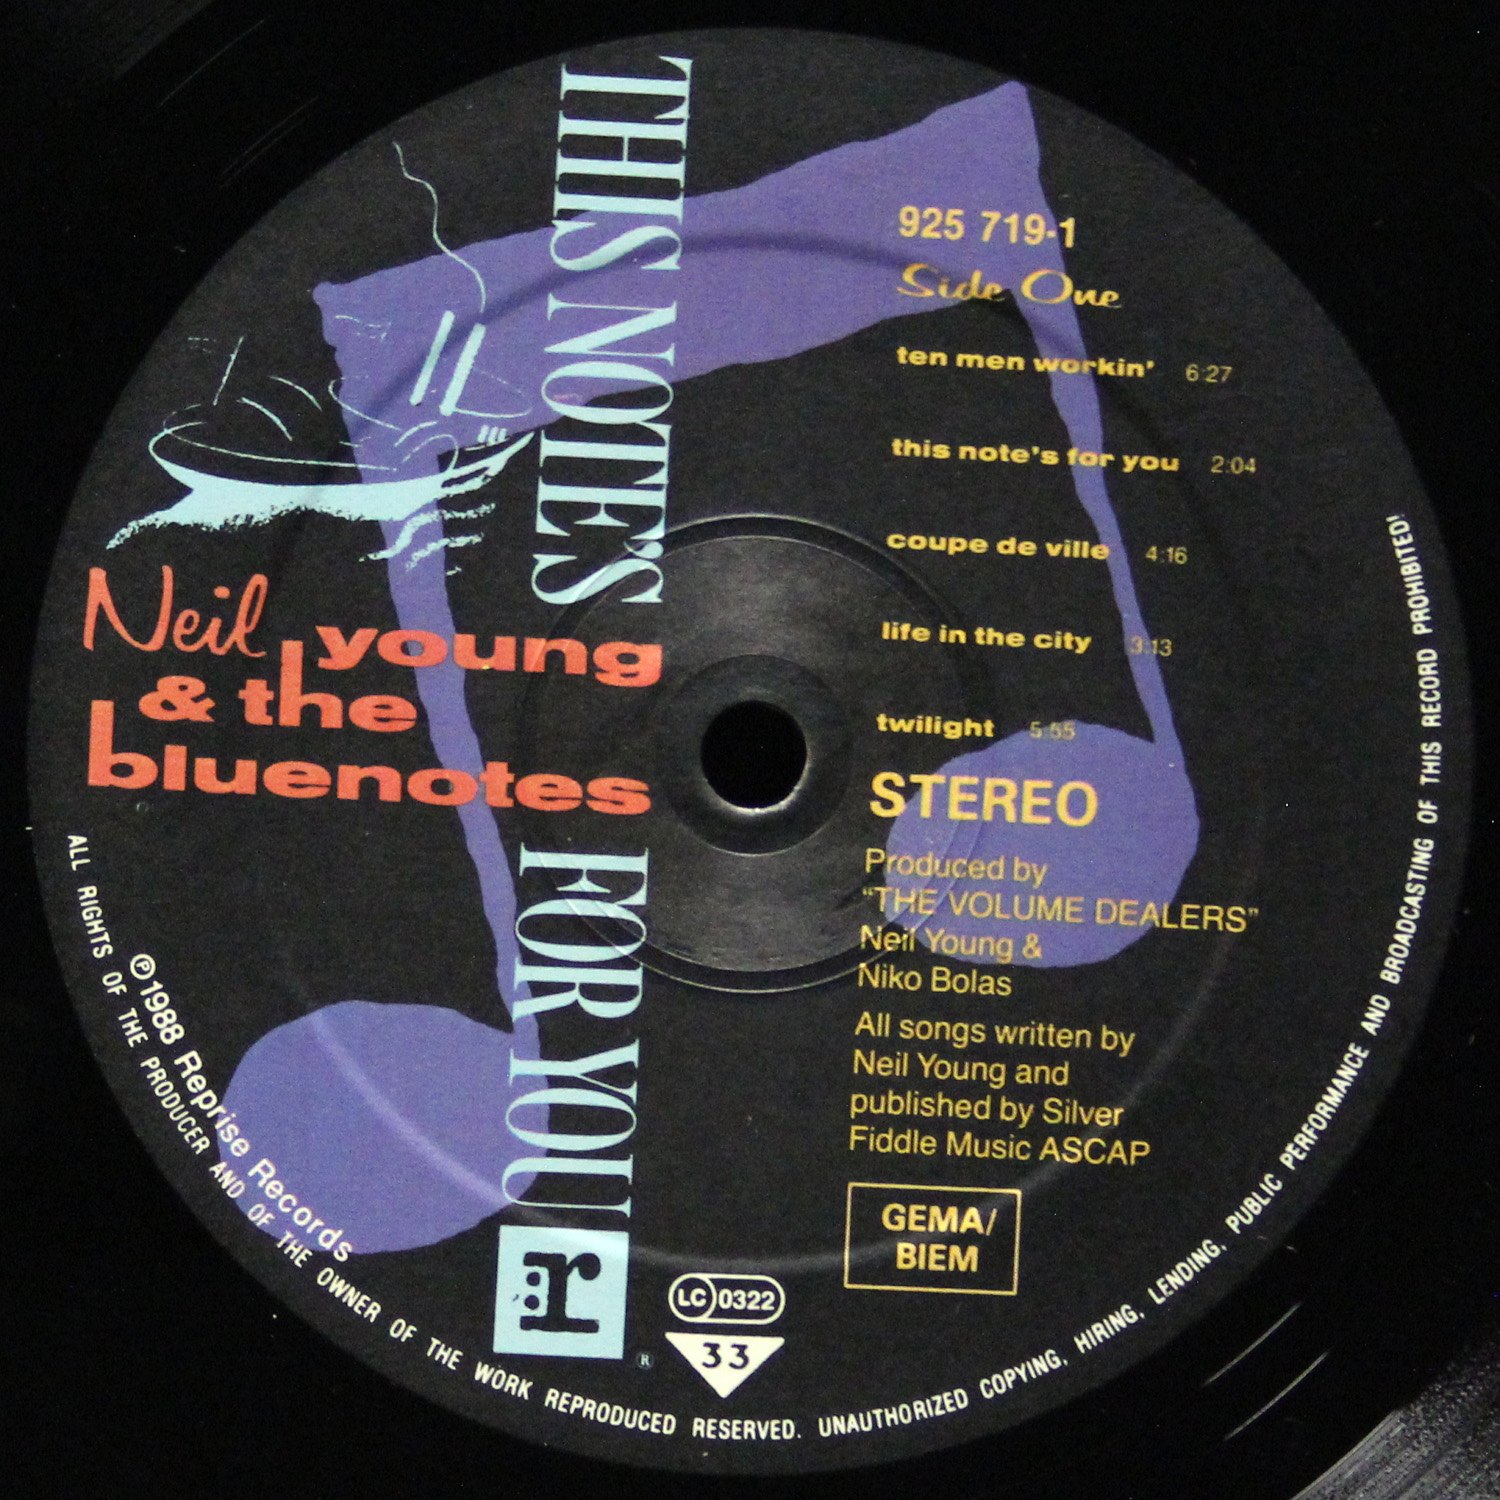 THIS NOTE'S FOR YOU
Neil young
& the
bluenotes
925 719-1
Side One
ten men workin' 6:27
this note's for you 2:04
coupe de ville 4:16
life in the city 3:13
twilight 5:55
STEREO
Produced by
"THE VOLUME DEALERS"
Neil Young &
Niko Bolas
All songs written by
Neil Young and
published by Silver
Fiddle Music ASCAP
GEMA/
BIEM
r:
®
LC 0322
33
℗1988 Reprise Records
ALL RIGHTS OF THE PRODUCER AND OF THE OWNER OF THE WORK REPRODUCED RESERVED. UNAUTHORIZED COPYING, HIRING, LENDING, PUBLIC PERFORMANCE AND BROADCASTING OF THIS RECORD PROHIBITED!